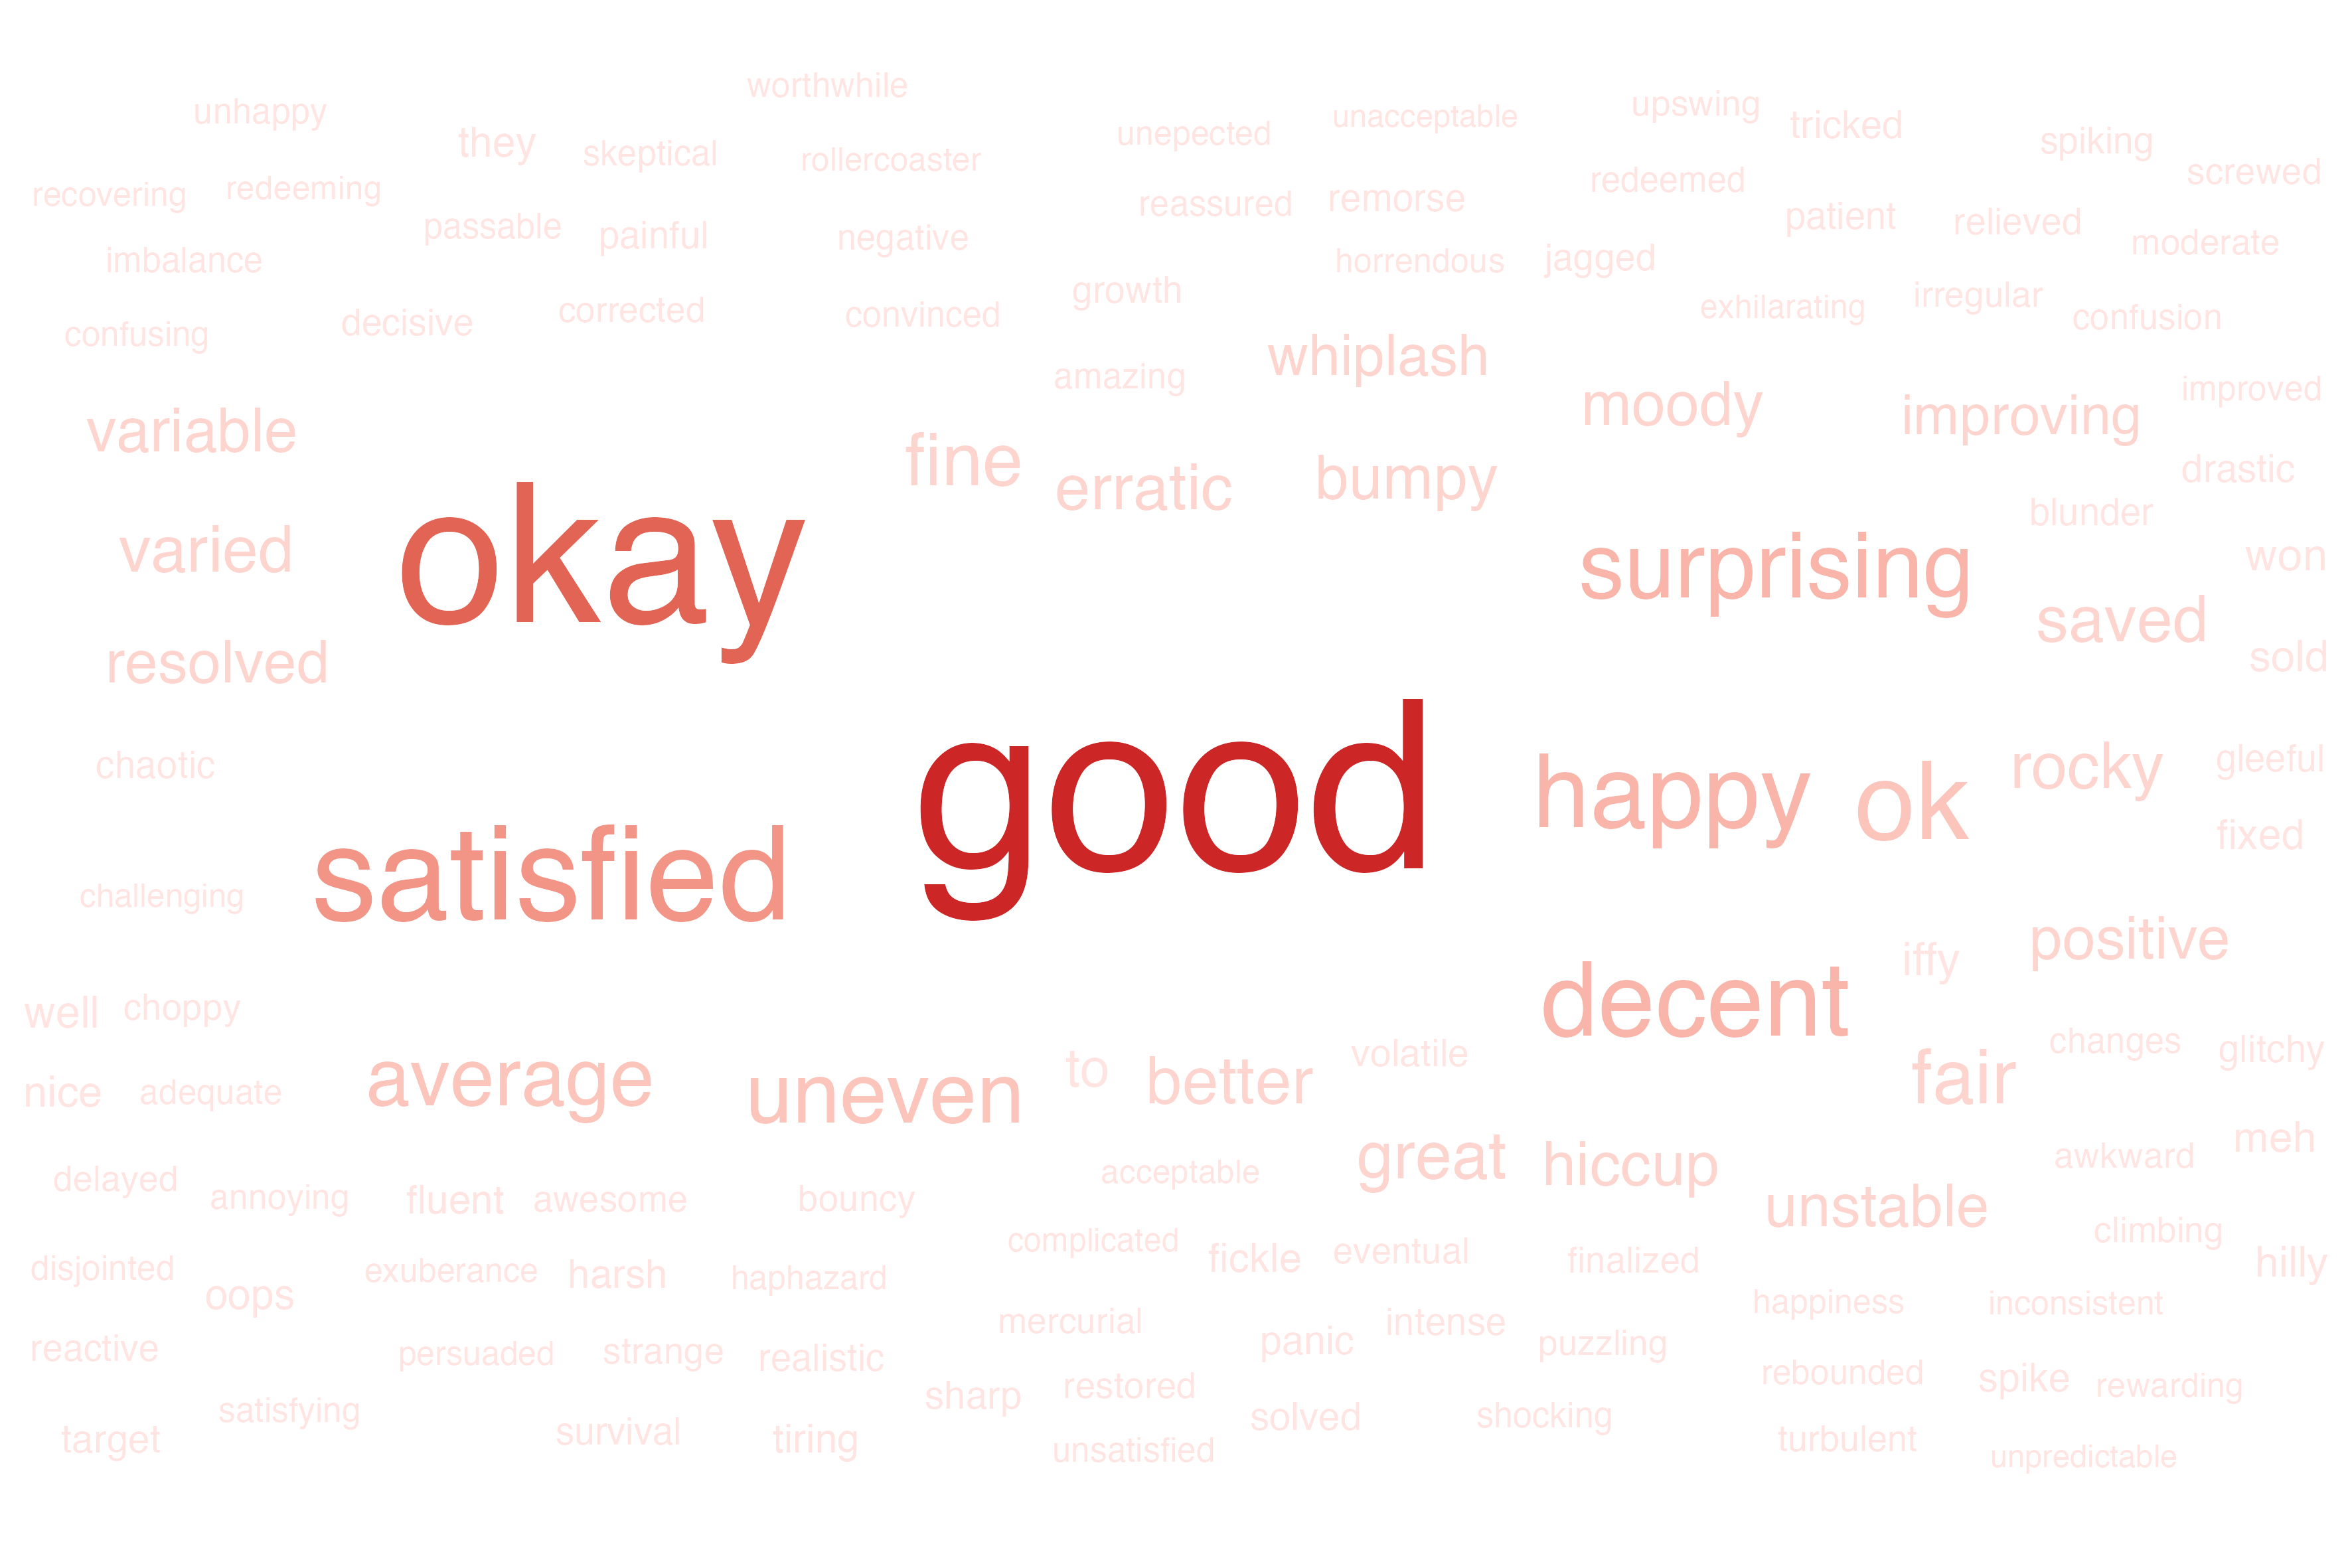 worthwhile
unhappy they skeptical rollercoaster unepected unacceptable upswing tricked spiking screwed
recovering redeeming passable painful negative reassured remorse redeemed patient relieved moderate
imbalance horrendous jagged
confusing decisive corrected convinced growth exhilarating irregular confusion
amazing whiplash moody improving improved
variable fine erratic bumpy drastic
blunder
varied okay surprising won
resolved saved sold
chaotic good happy ok rocky gleeful
fixed
challenging satisfied positive
well choppy decent iffy
changes glitchy
nice adequate average uneven to better volatile fair
delayed annoying fluent awesome bouncy acceptable great hiccup unstable awkward meh
disjointed oops exuberance harsh haphazard complicated fickle eventual finalized climbing hilly
reactive persuaded strange realistic mercurial panic intense puzzling happiness inconsistent
target satisfying survival tiring sharp restored solved shocking rebounded spike rewarding
unsatisfied turbulent unpredictable